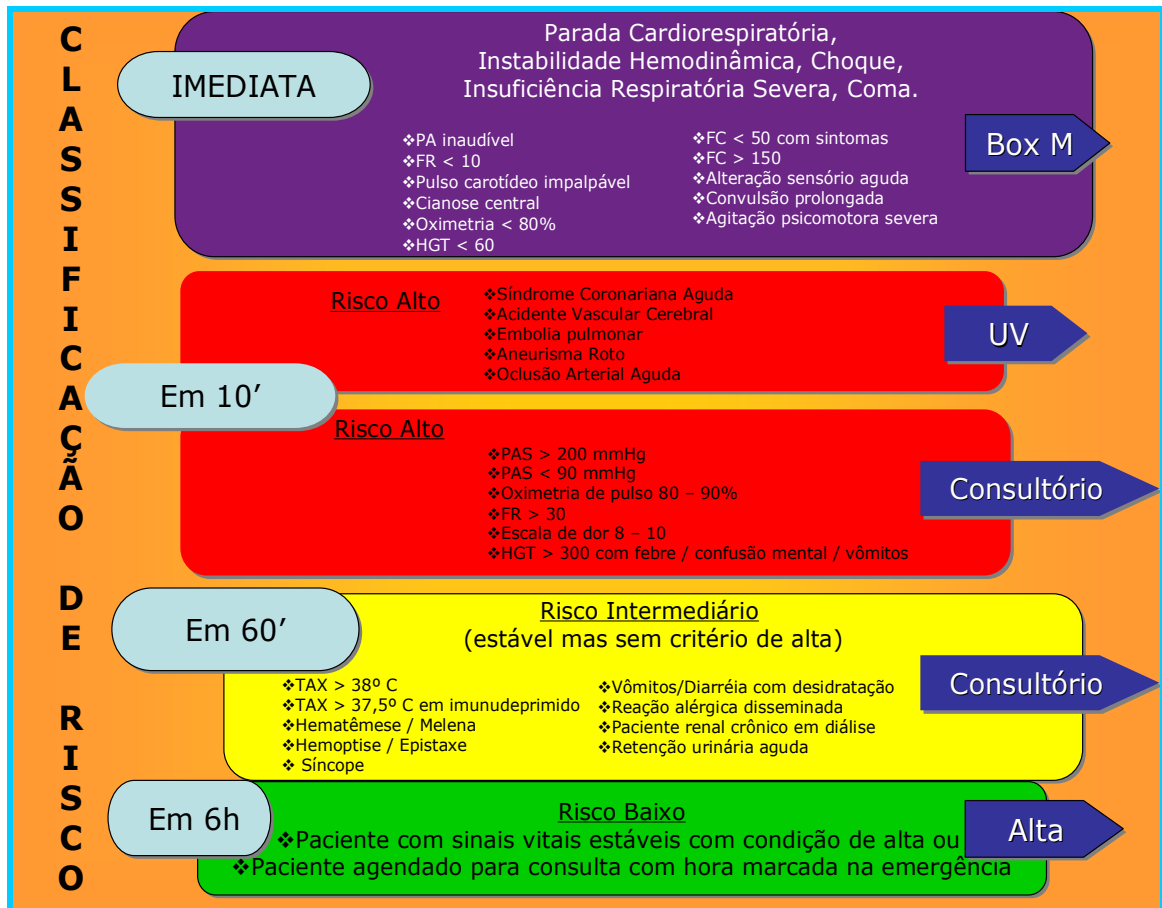 CLASSIFICAÇÃO DE RISCO
IMEDIATA
Parada Cardiorespiratória,
Instabilidade Hemodinâmica, Choque,
Insuficiência Respiratória Severa, Coma.
❖PA inaudível
❖FR < 10
❖Pulso carotídeo impalpável
❖Cianose central
❖Oximetria < 80%
❖HGT < 60
❖FC < 50 com sintomas
❖FC > 150
❖Alteração sensório aguda
❖Convulsão prolongada
❖Agitação psicomotora severa
Box M
Em 10’
Risco Alto
❖Síndrome Coronariana Aguda
❖Acidente Vascular Cerebral
❖Embolia pulmonar
❖Aneurisma Roto
❖Oclusão Arterial Aguda
UV
Risco Alto
❖PAS > 200 mmHg
❖PAS < 90 mmHg
❖Oximetria de pulso 80 – 90%
❖FR > 30
❖Escala de dor 8 – 10
❖HGT > 300 com febre / confusão mental / vômitos
Consultório
Em 60’
Risco Intermediário
(estável mas sem critério de alta)
❖TAX > 38º C
❖TAX > 37,5º C em imunudeprimido
❖Hematêmese / Melena
❖Hemoptise / Epistaxe
❖ Síncope
❖Vômitos/Diarréia com desidratação
❖Reação alérgica disseminada
❖Paciente renal crônico em diálise
❖Retenção urinária aguda
Consultório
Em 6h
Risco Baixo
❖Paciente com sinais vitais estáveis com condição de alta ou
❖Paciente agendado para consulta com hora marcada na emergência
Alta